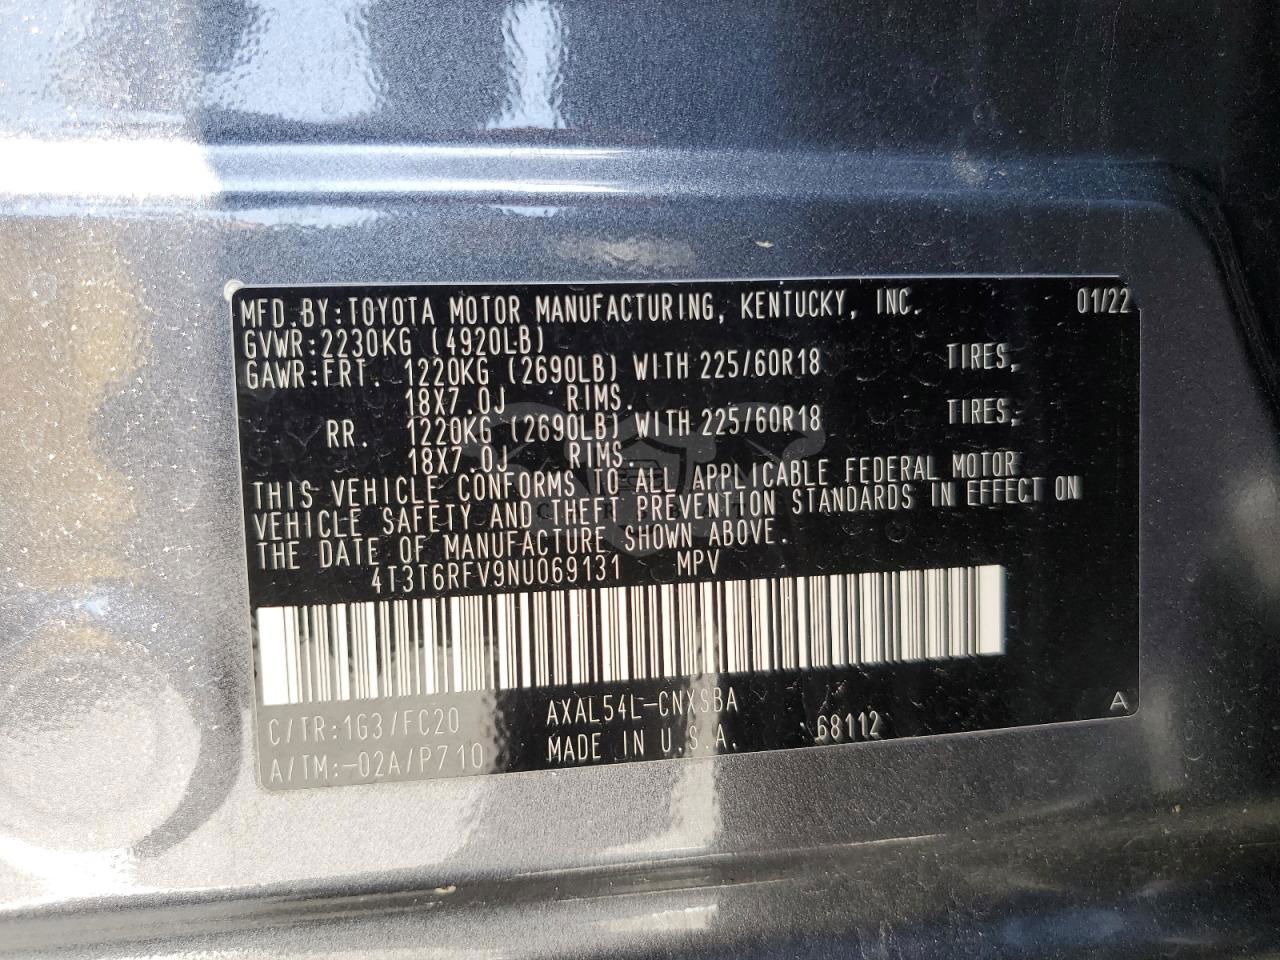 MFD.BY:TOYOTA MOTOR MANUFACTURING, KENTUCKY, INC. 01/22
GVWR:2230KG (4920LB)
GAWR:FRT. 1220KG (2690LB) WITH 225/60R18 TIRES,
18X7.0J RIMS.
RR. 1220KG (2690LB) WITH 225/60R18 TIRES,
18X7.0J RIMS.
THIS VEHICLE CONFORMS TO ALL APPLICABLE FEDERAL MOTOR
VEHICLE SAFETY AND THEFT PREVENTION STANDARDS IN EFFECT ON
THE DATE OF MANUFACTURE SHOWN ABOVE.
4T3T6RFV9NU069131 MPV
C/TR:1G3/FC20 AXAL54L-CNXSBA
A/TM:-02A/P710 MADE IN U.S.A. 68112 A